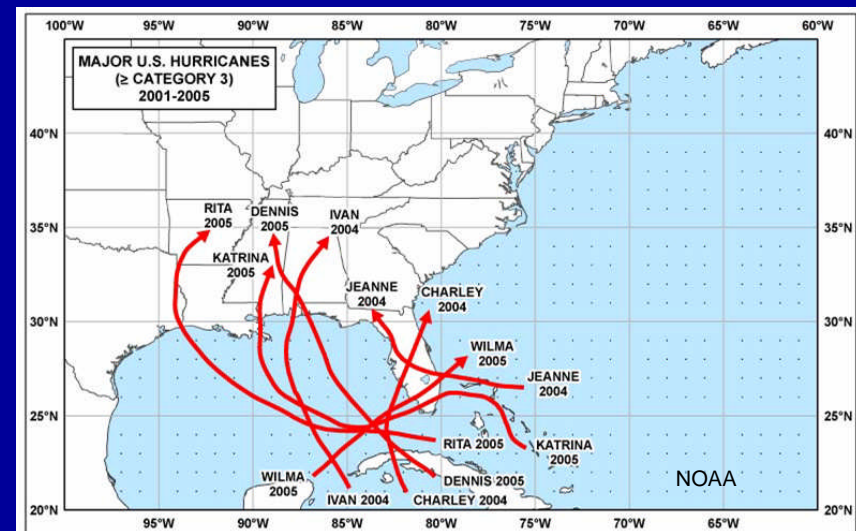 100°W 95°W 90°W 85°W 80°W 75°W 70°W 65°W 60°W
MAJOR U.S. HURRICANES
(≥ CATEGORY 3)
2001-2005
40°N 40°N
35°N 35°N
30°N 30°N
25°N 25°N
20°N 20°N
RITA
2005
DENNIS
2005
IVAN
2004
KATRINA
2005
JEANNE
2004
CHARLEY
2004
WILMA
2005
JEANNE
2004
RITA 2005
KATRINA
2005
WILMA
2005
DENNIS 2005
IVAN 2004
CHARLEY 2004
NOAA
95°W 90°W 85°W 80°W 75°W 70°W 65°W